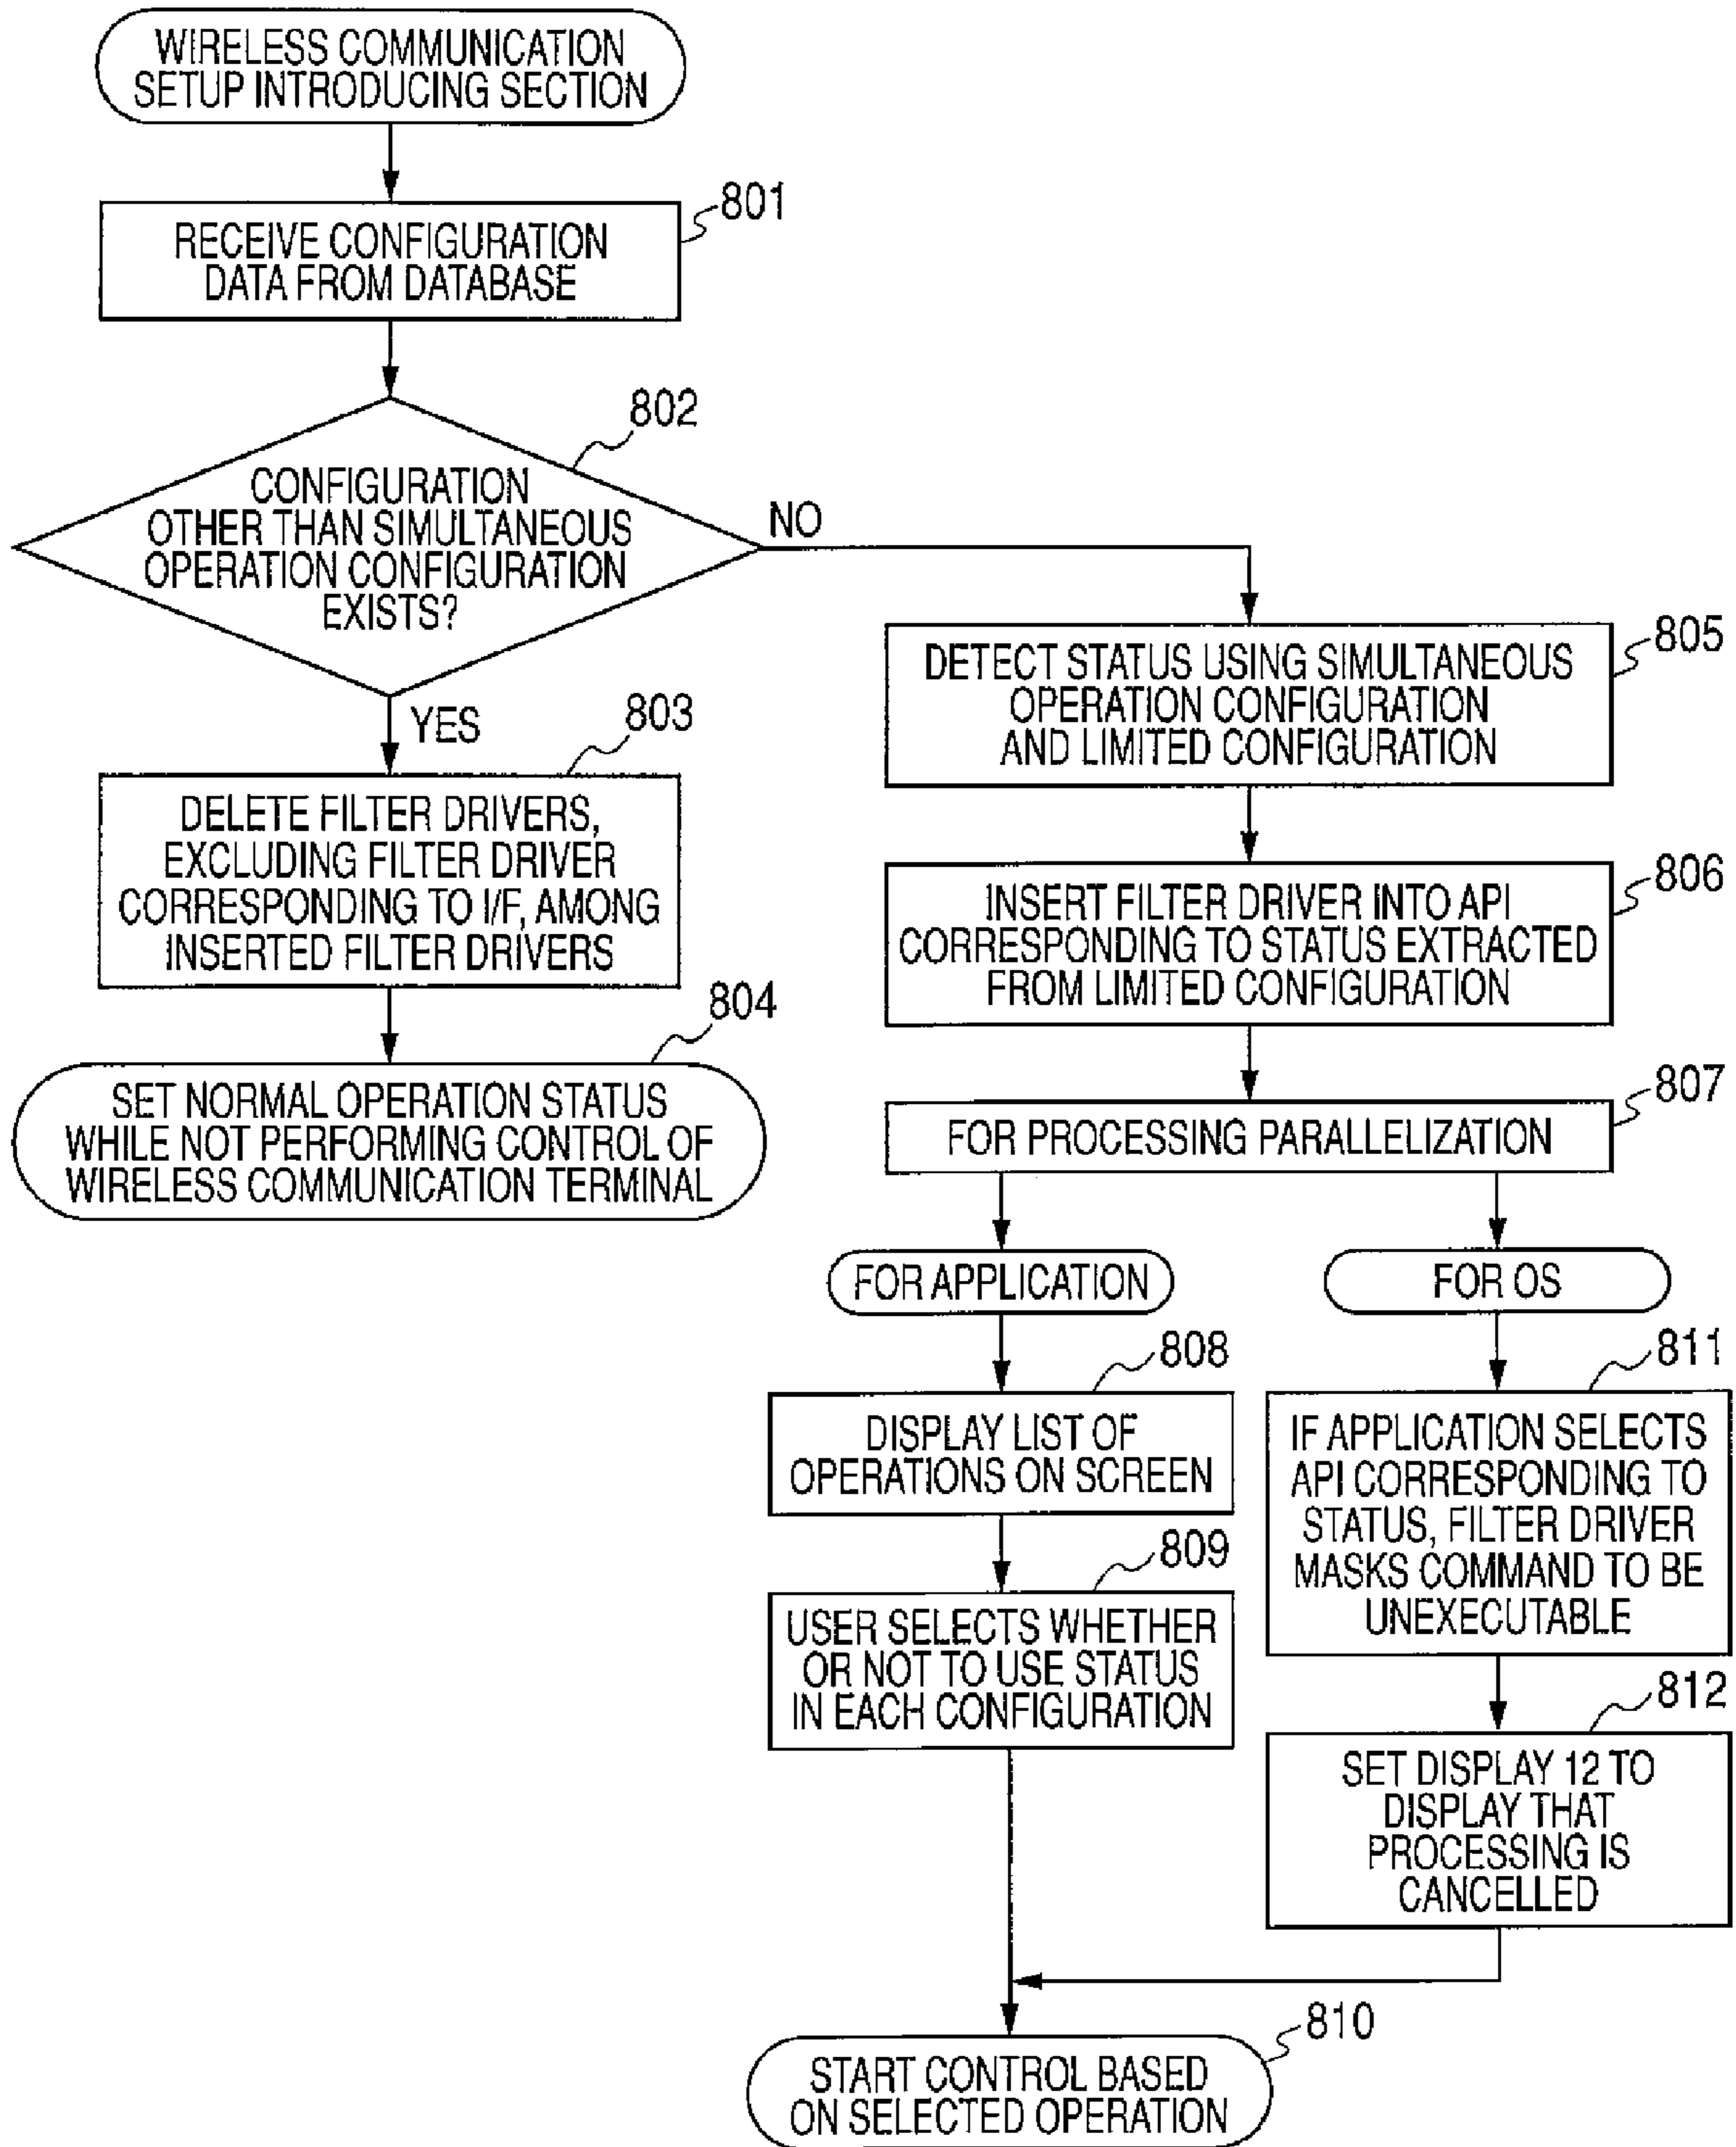 WIRELESS COMMUNICATION
SETUP INTRODUCING SECTION
801
RECEIVE CONFIGURATION
DATA FROM DATABASE
802
CONFIGURATION
OTHER THAN SIMULTANEOUS
OPERATION CONFIGURATION
EXISTS?
NO
YES
803
DELETE FILTER DRIVERS,
EXCLUDING FILTER DRIVER
CORRESPONDING TO I/F, AMONG
INSERTED FILTER DRIVERS
804
SET NORMAL OPERATION STATUS
WHILE NOT PERFORMING CONTROL OF
WIRELESS COMMUNICATION TERMINAL
805
DETECT STATUS USING SIMULTANEOUS
OPERATION CONFIGURATION
AND LIMITED CONFIGURATION
806
INSERT FILTER DRIVER INTO API
CORRESPONDING TO STATUS EXTRACTED
FROM LIMITED CONFIGURATION
807
FOR PROCESSING PARALLELIZATION
FOR APPLICATION
808
DISPLAY LIST OF
OPERATIONS ON SCREEN
809
USER SELECTS WHETHER
OR NOT TO USE STATUS
IN EACH CONFIGURATION
FOR OS
811
IF APPLICATION SELECTS
API CORRESPONDING TO
STATUS, FILTER DRIVER
MASKS COMMAND TO BE
UNEXECUTABLE
812
SET DISPLAY 12 TO
DISPLAY THAT
PROCESSING IS
CANCELLED
810
START CONTROL BASED
ON SELECTED OPERATION